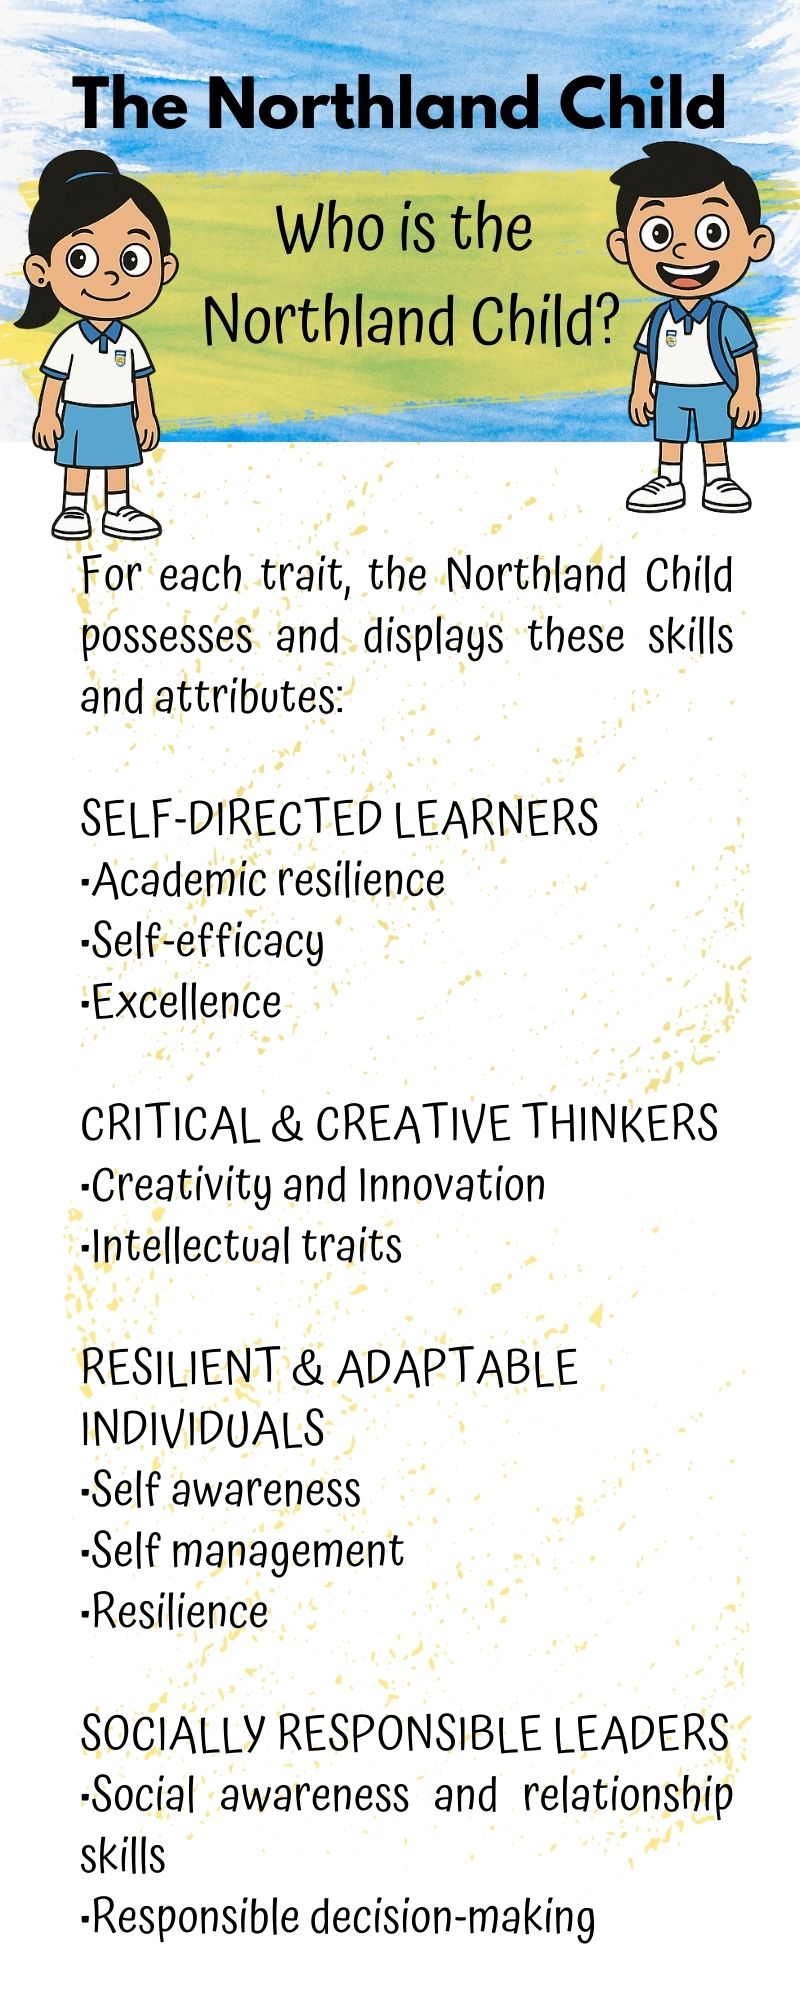 The Northland Child
Who is the
Northland Child?
For each trait, the Northland Child
possesses and displays these skills
and attributes:
SELF-DIRECTED LEARNERS
•Academic resilience
•Self-efficacy
•Excellence
CRITICAL & CREATIVE THINKERS
•Creativity and Innovation
•Intellectual traits
RESILIENT & ADAPTABLE
INDIVIDUALS
•Self awareness
•Self management
•Resilience
SOCIALLY RESPONSIBLE LEADERS
•Social awareness and relationship
skills
•Responsible decision-making